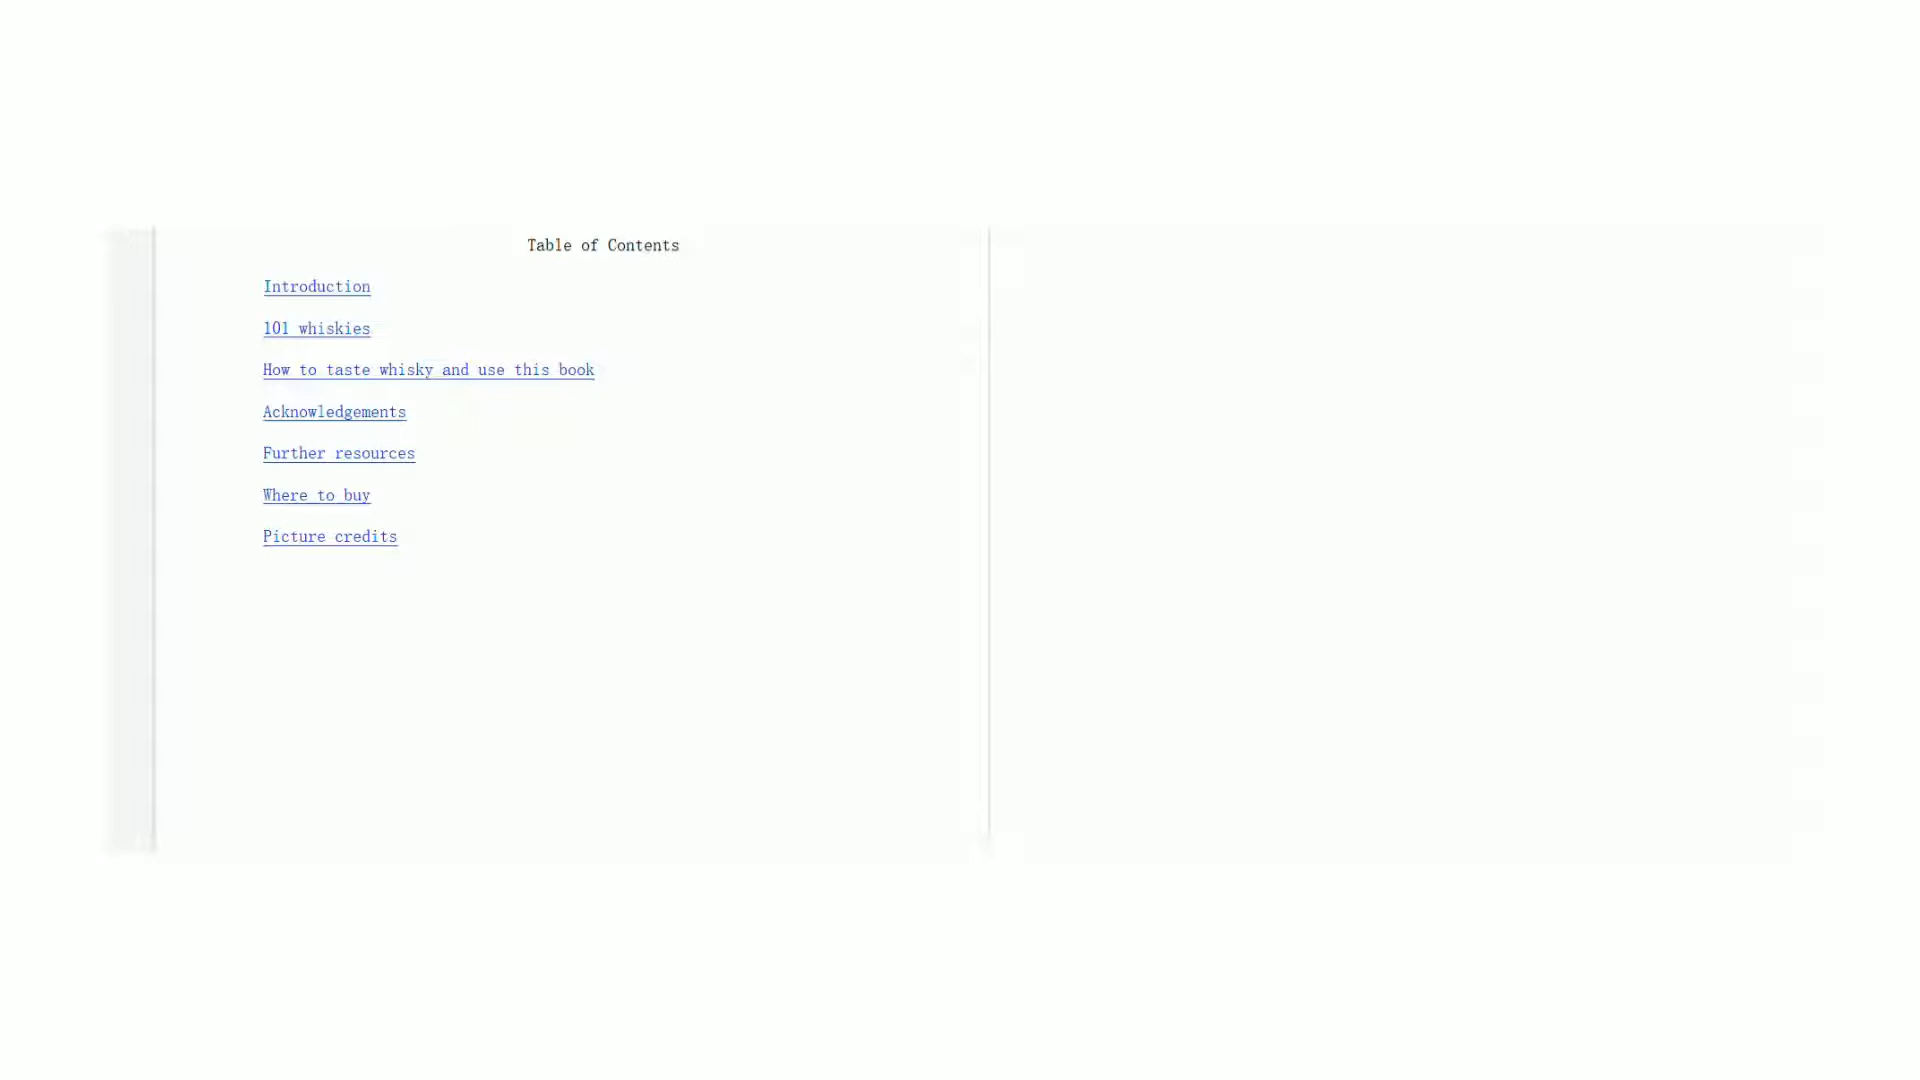 Table of Contents
Introduction
101 whiskies
How to taste whisky and use this book
Acknowledgements
Further resources
Where to buy
Picture credits